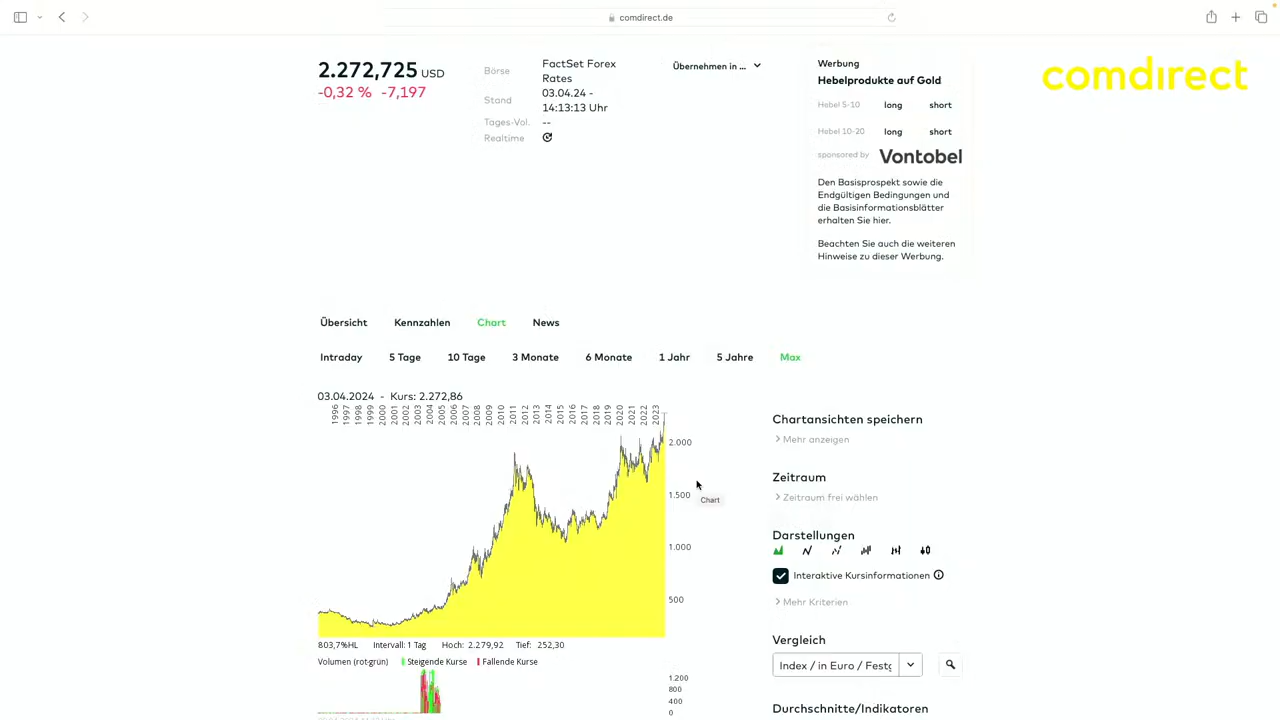 comdirect.de
2.272,725 USD
-0,32 % -7,197
Börse
FactSet Forex
Rates
Stand
03.04.24 -
14:13:13 Uhr
Tages-Vol.
--
Realtime
Übernehmen in ...
Werbung
Hebelprodukte auf Gold
Hebel 5-10 long short
Hebel 10-20 long short
sponsored by Vontobel
Den Basisprospekt sowie die
Endgültigen Bedingungen und
die Basisinformationsblätter
erhalten Sie hier.
Beachten Sie auch die weiteren
Hinweise zu dieser Werbung.
comdirect
Übersicht Kennzahlen Chart News
Intraday 5 Tage 10 Tage 3 Monate 6 Monate 1 Jahr 5 Jahre Max
03.04.2024 - Kurs: 2.272,86
1996 1997 1998 1999 2000 2001 2002 2003 2004 2005 2006 2007 2008 2009 2010 2011 2012 2013 2014 2015 2016 2017 2018 2019 2020 2021 2022 2023
2.000
1.500
1.000
500
Chart
803,7%HL Intervall: 1 Tag Hoch: 2.279,92 Tief: 252,30
Volumen (rot-grün) Steigende Kurse Fallende Kurse
1.200
800
400
0
Chartansichten speichern
Mehr anzeigen
Zeitraum
Zeitraum frei wählen
Darstellungen
Interaktive Kursinformationen
Mehr Kriterien
Vergleich
Index / in Euro / Festg
Durchschnitte/Indikatoren